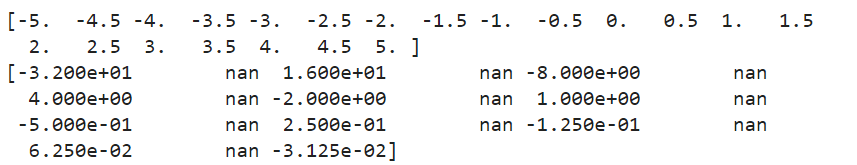 [-5.  -4.5 -4.  -3.5 -3.  -2.5 -2.  -1.5 -1.  -0.5  0.   0.5  1.   1.5
  2.   2.5  3.   3.5  4.   4.5  5. ]
[-3.200e+01        nan  1.600e+01        nan -8.000e+00        nan
  4.000e+00        nan -2.000e+00        nan  1.000e+00        nan
 -5.000e-01        nan  2.500e-01        nan -1.250e-01        nan
  6.250e-02        nan -3.125e-02]